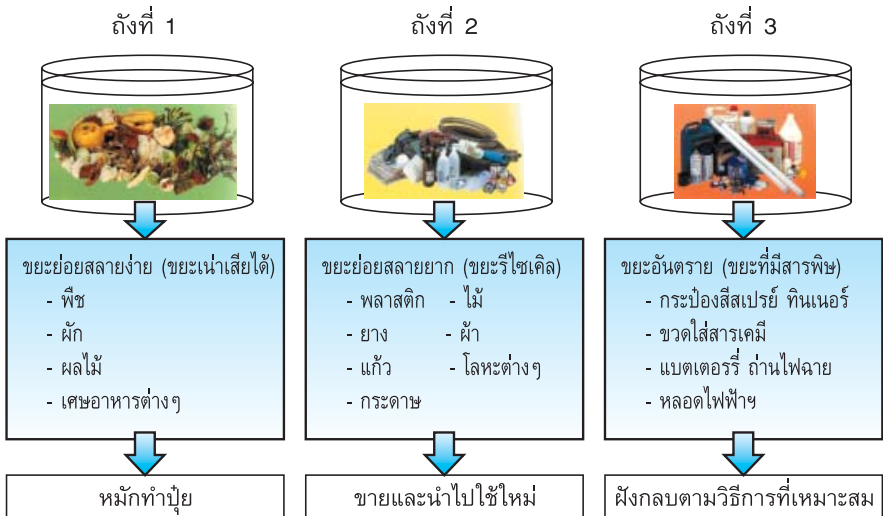 ถังที่ 1
ขยะย่อยสลายง่าย (ขยะเน่าเสียได้)
- พืช
- ผัก
- ผลไม้
- เศษอาหารต่างๆ
หมักทำปุ๋ย
ถังที่ 2
ขยะย่อยสลายยาก (ขยะรีไซเคิล)
- พลาสติก - ไม้
- ยาง - ผ้า
- แก้ว - โลหะต่างๆ
- กระดาษ
ขายและนำไปใช้ใหม่
ถังที่ 3
ขยะอันตราย (ขยะที่มีสารพิษ)
- กระป๋องสีสเปรย์ ทินเนอร์
- ขวดใส่สารเคมี
- แบตเตอรรี่ ถ่านไฟฉาย
- หลอดไฟฟ้าฯ
ฝังกลบตามวิธีการที่เหมาะสม